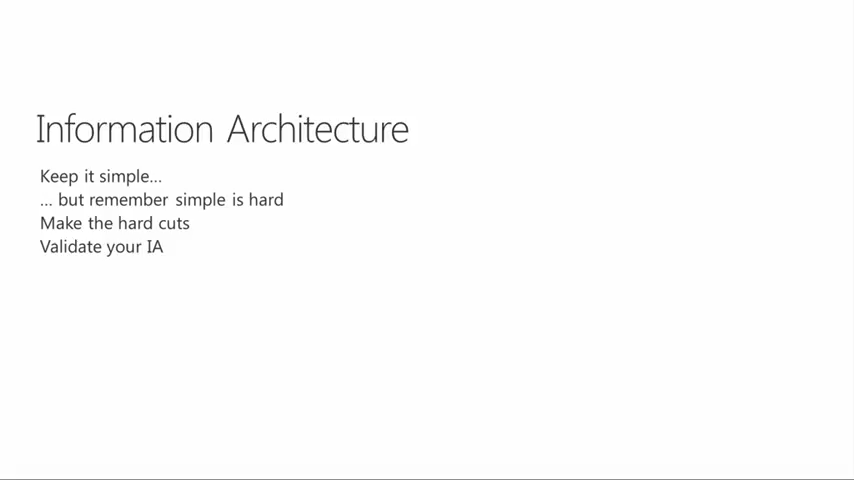 Information Architecture
Keep it simple...
... but remember simple is hard
Make the hard cuts
Validate your IA